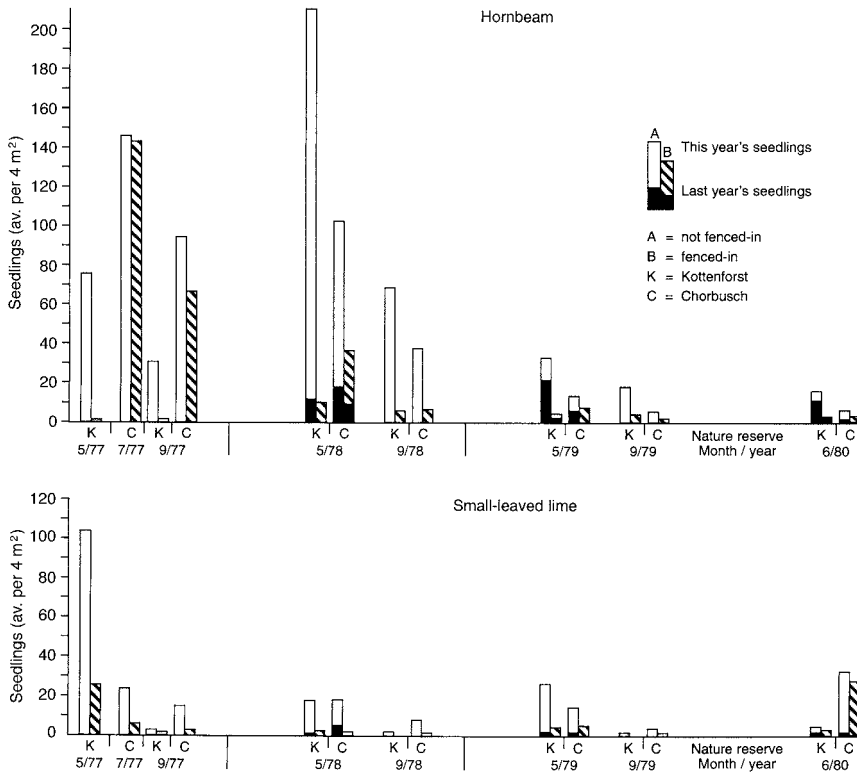 Hornbeam
Seedlings (av. per 4 m²)
200
180
160
140
120
100
80
60
40
20
0
A
B
This year's seedlings
Last year's seedlings
A = not fenced-in
B = fenced-in
K = Kottenforst
C = Chorbusch
K C K C K C K C K C K C Nature reserve K C
5/77 7/77 9/77 5/78 9/78 5/79 9/79 Month / year 6/80
Small-leaved lime
Seedlings (av. per 4 m²)
120
100
80
60
40
20
0
K C K C K C K C K C K C Nature reserve K C
5/77 7/77 9/77 5/78 9/78 5/79 9/79 Month / year 6/80